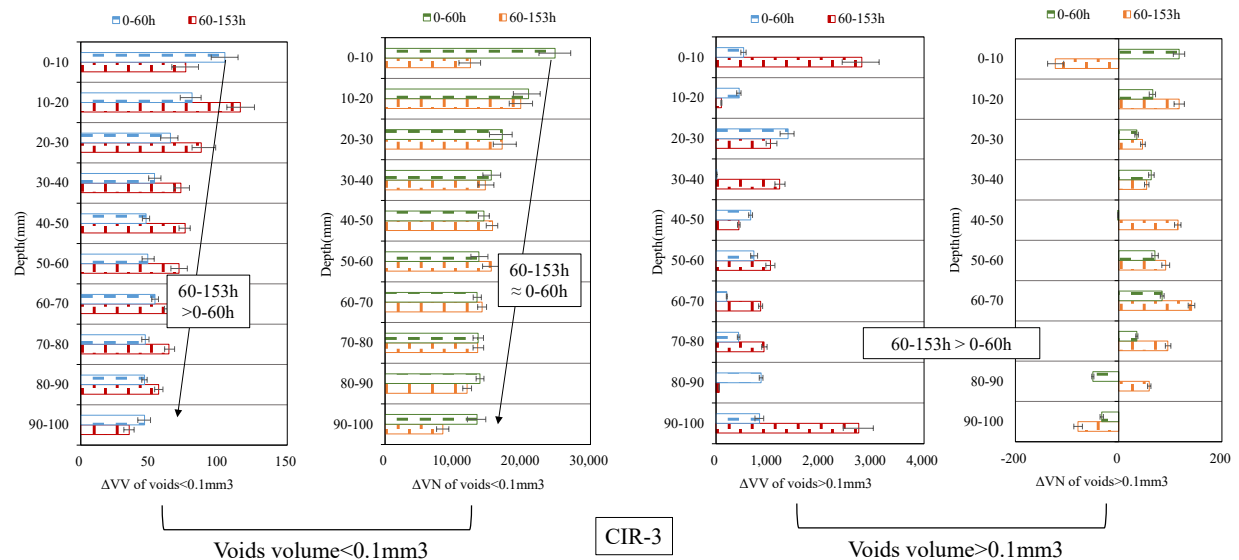 0-60h 60-153h
0-10
10-20
20-30
30-40
40-50
50-60
60-70
70-80
80-90
90-100
Depth(mm)
60-153h
>0-60h
0 50 100 150
ΔVV of voids<0.1mm3
0-60h 60-153h
0-10
10-20
20-30
30-40
40-50
50-60
60-70
70-80
80-90
90-100
Depth(mm)
60-153h
≈ 0-60h
0 10,000 20,000 30,000
ΔVN of voids<0.1mm3
0-60h 60-153h
0-10
10-20
20-30
30-40
40-50
50-60
60-70
70-80
80-90
90-100
Depth(mm)
0 1,000 2,000 3,000 4,000
ΔVV of voids>0.1mm3
60-153h > 0-60h
0-60h 60-153h
0-10
10-20
20-30
30-40
40-50
50-60
60-70
70-80
80-90
90-100
Depth(mm)
-200 0 200
ΔVN of voids>0.1mm3
Voids volume<0.1mm3
CIR-3
Voids volume>0.1mm3